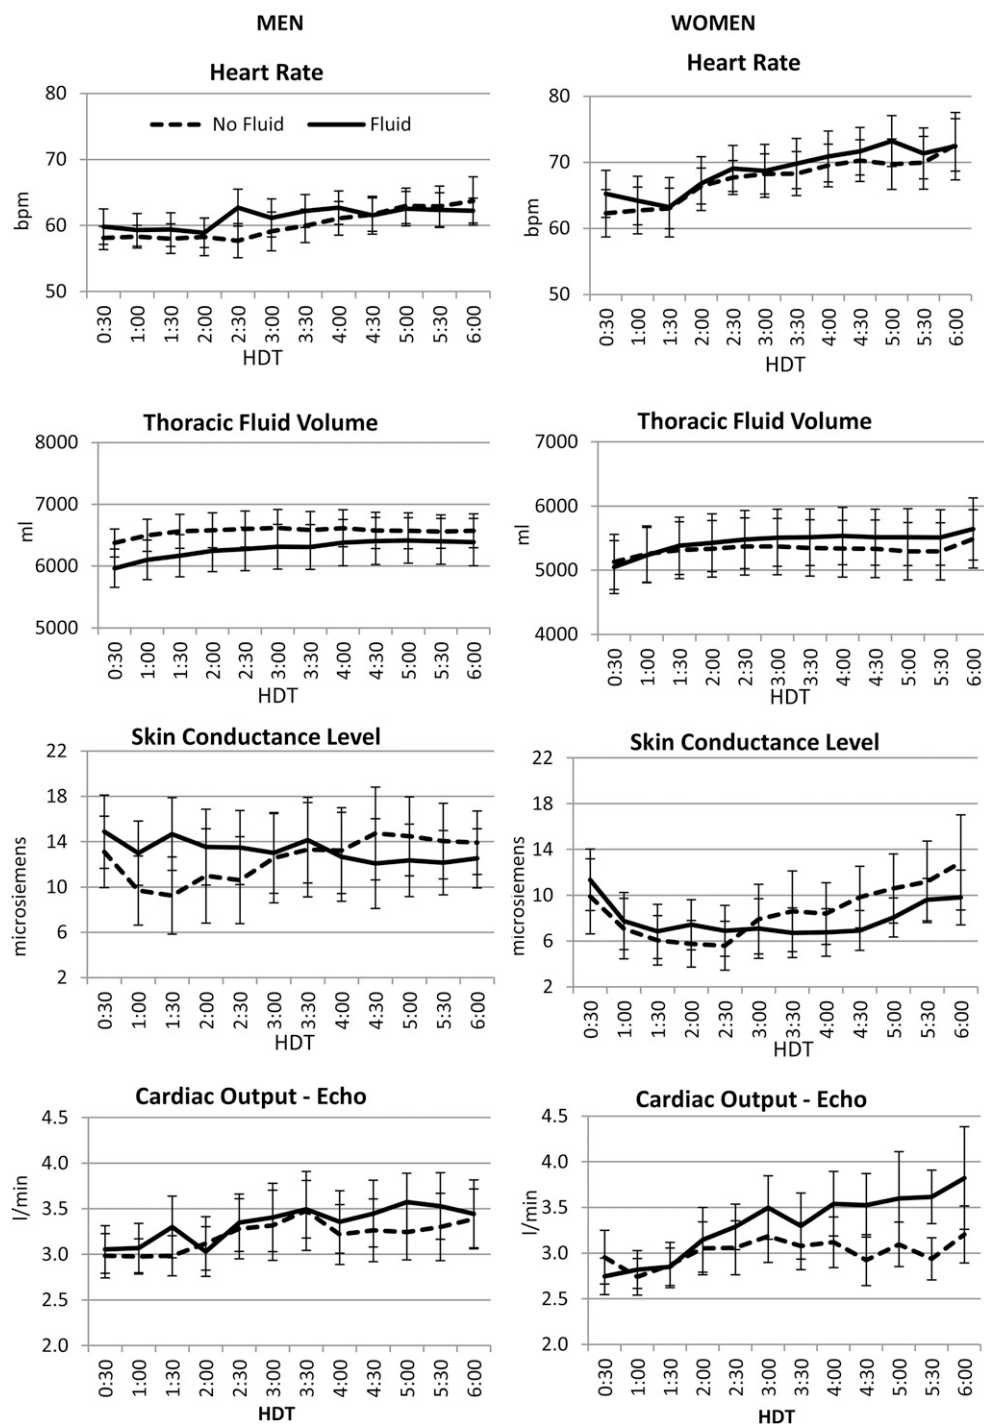 MEN
WOMEN
Heart Rate
80
70
60
50
bpm
No Fluid
Fluid
0:30 1:00 1:30 2:00 2:30 3:00 3:30 4:00 4:30 5:00 5:30 6:00
HDT
Heart Rate
80
70
60
50
bpm
0:30 1:00 1:30 2:00 2:30 3:00 3:30 4:00 4:30 5:00 5:30 6:00
HDT
Thoracic Fluid Volume
8000
7000
6000
5000
ml
0:30 1:00 1:30 2:00 2:30 3:00 3:30 4:00 4:30 5:00 5:30 6:00
HDT
Thoracic Fluid Volume
7000
6000
5000
4000
ml
0:30 1:00 1:30 2:00 2:30 3:00 3:30 4:00 4:30 5:00 5:30 6:00
HDT
Skin Conductance Level
22
18
14
10
6
2
microsiemens
0:30 1:00 1:30 2:00 2:30 3:00 3:30 4:00 4:30 5:00 5:30 6:00
HDT
Skin Conductance Level
22
18
14
10
6
2
microsiemens
0:30 1:00 1:30 2:00 2:30 3:00 3:30 4:00 4:30 5:00 5:30 6:00
HDT
Cardiac Output - Echo
4.5
4.0
3.5
3.0
2.5
2.0
l/min
0:30 1:00 1:30 2:00 2:30 3:00 3:30 4:00 4:30 5:00 5:30 6:00
HDT
Cardiac Output - Echo
4.5
4.0
3.5
3.0
2.5
2.0
l/min
0:30 1:00 1:30 2:00 2:30 3:00 3:30 4:00 4:30 5:00 5:30 6:00
HDT